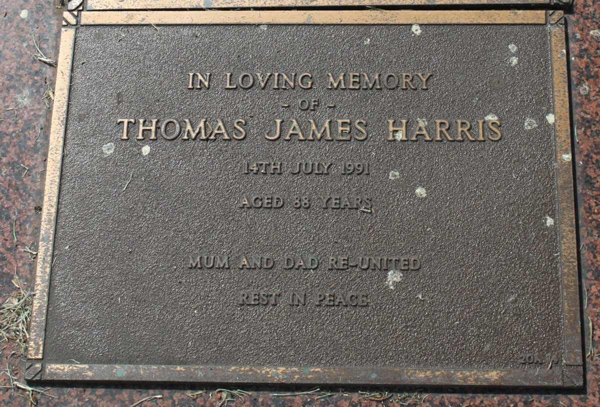 IN LOVING MEMORY
- OF -
THOMAS JAMES HARRIS
14TH JULY 1991
AGED 88 YEARS
MUM AND DAD RE-UNITED
REST IN PEACE